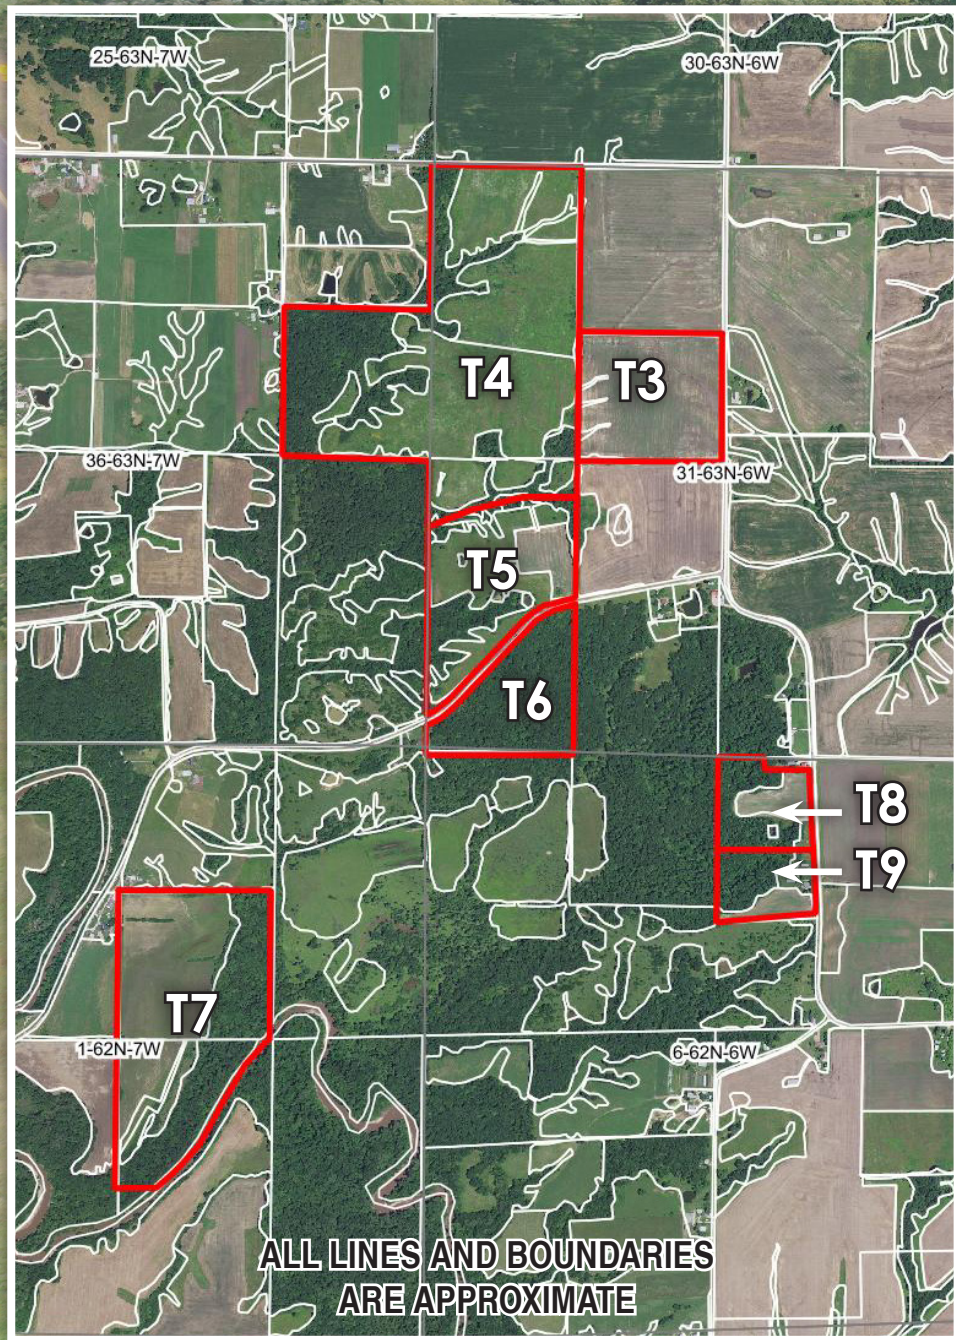 25-63N-7W
30-63N-6W
T4
T3
36-63N-7W
31-63N-6W
T5
T6
T8
T9
T7
1-62N-7W
6-62N-6W
ALL LINES AND BOUNDARIES
ARE APPROXIMATE